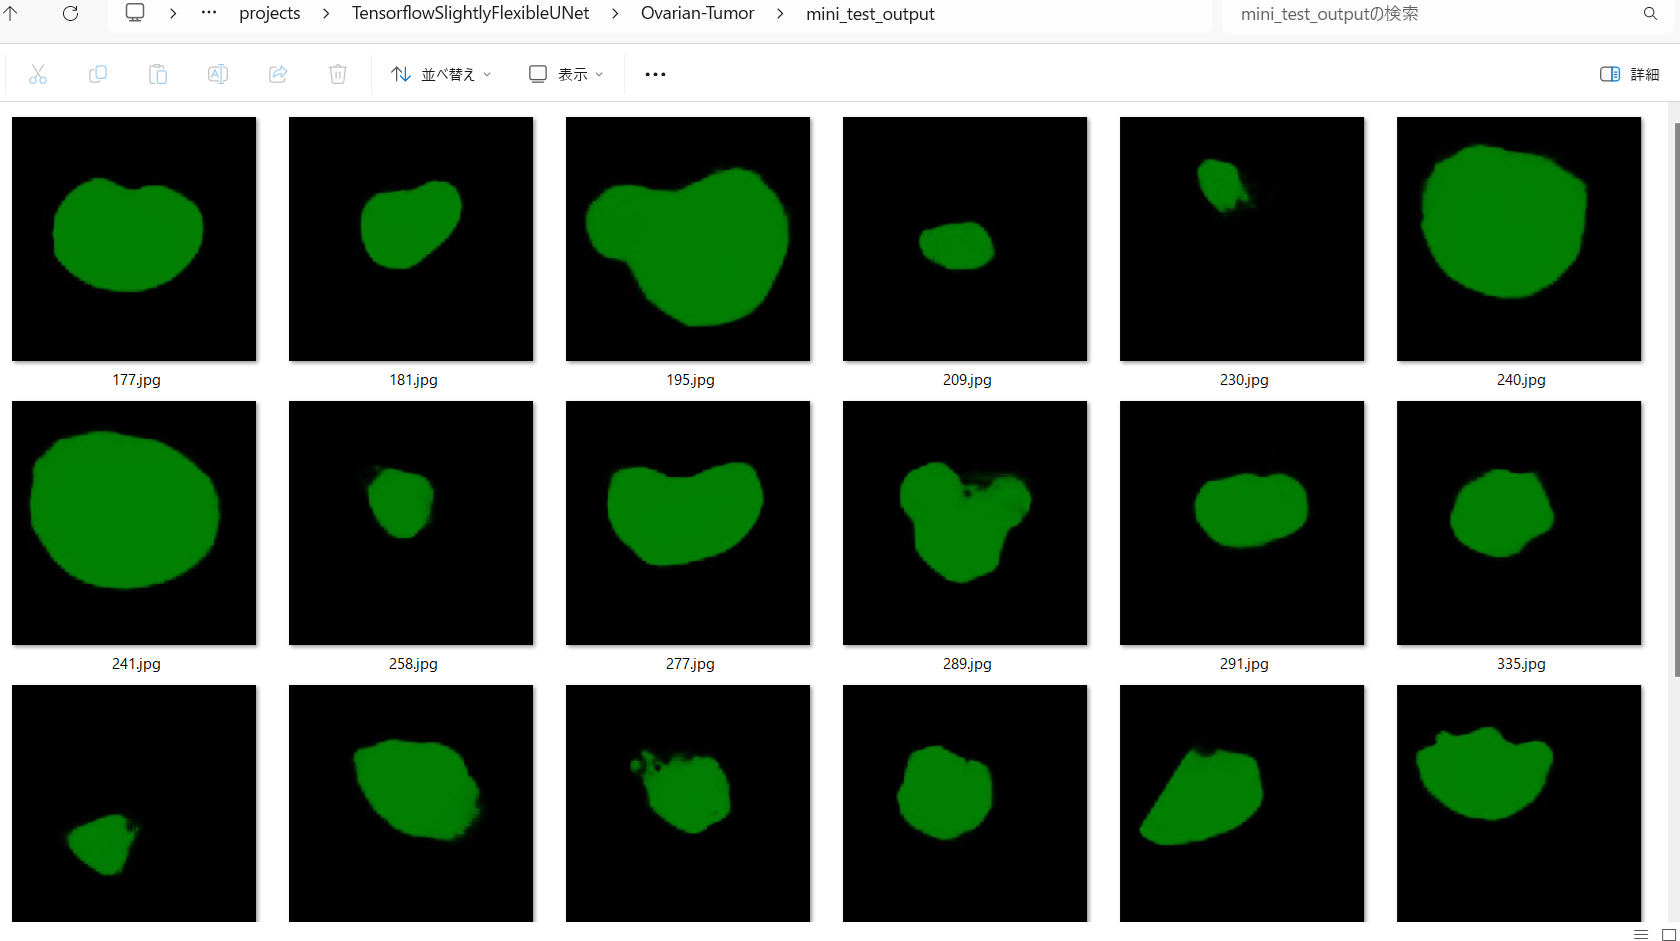 projects > TensorflowSlightlyFlexibleUNet > Ovarian-Tumor > mini_test_output
mini_test_outputの検索
並べ替え
表示
詳細
177.jpg
181.jpg
195.jpg
209.jpg
230.jpg
240.jpg
241.jpg
258.jpg
277.jpg
289.jpg
291.jpg
335.jpg